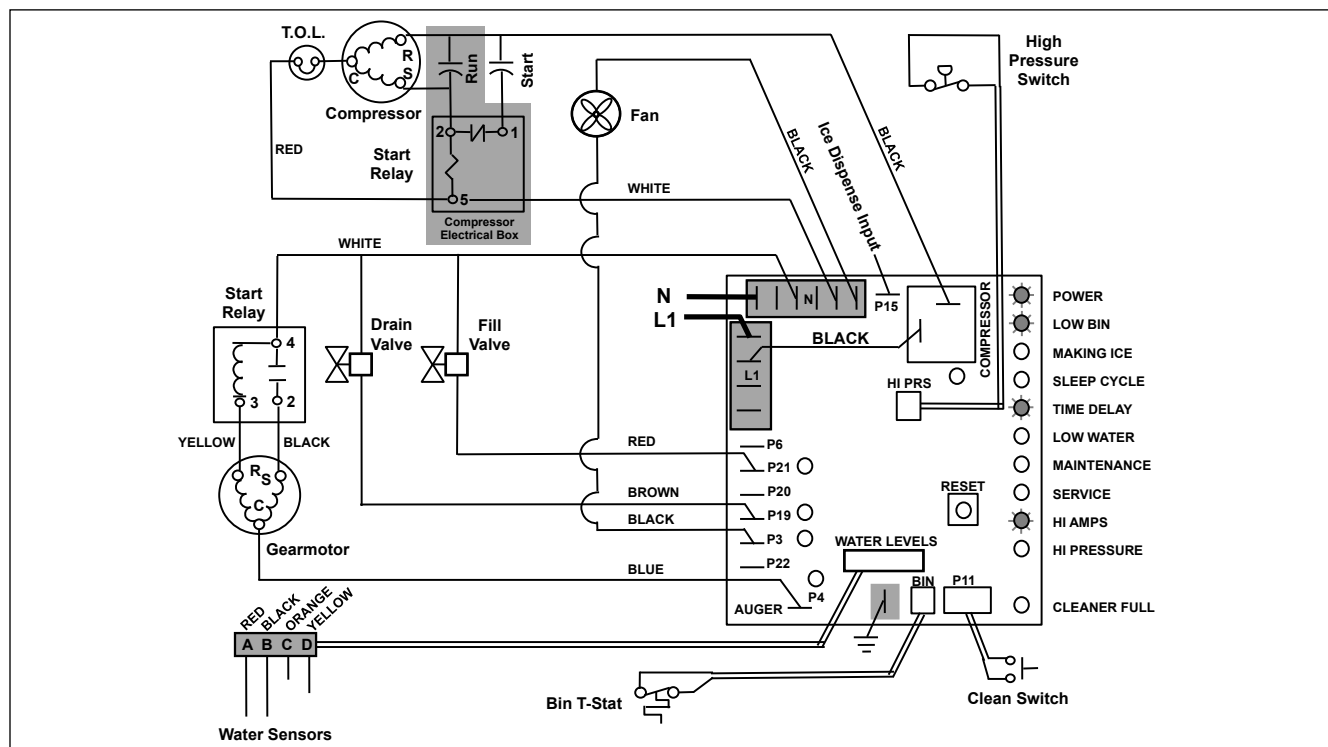 T.O.L.
R
S
C
Compressor
Run
Start
2
1
Start
Relay
5
Compressor
Electrical Box
RED
WHITE
Fan
BLACK
Ice Dispense Input
BLACK
High
Pressure
Switch
WHITE
Start
Relay
4
3
2
YELLOW
BLACK
R
S
C
Gearmotor
Drain
Valve
Fill
Valve
N
L1
N
L1
P15
BLACK
COMPRESSOR
HI PRS
RED
BROWN
BLACK
BLUE
P6
P21
P20
P19
P3
P22
P4
AUGER
WATER LEVELS
RESET
BIN
P11
POWER
LOW BIN
MAKING ICE
SLEEP CYCLE
TIME DELAY
LOW WATER
MAINTENANCE
SERVICE
HI AMPS
HI PRESSURE
CLEANER FULL
RED
BLACK
ORANGE
YELLOW
A B C D
Water Sensors
Bin T-Stat
Clean Switch